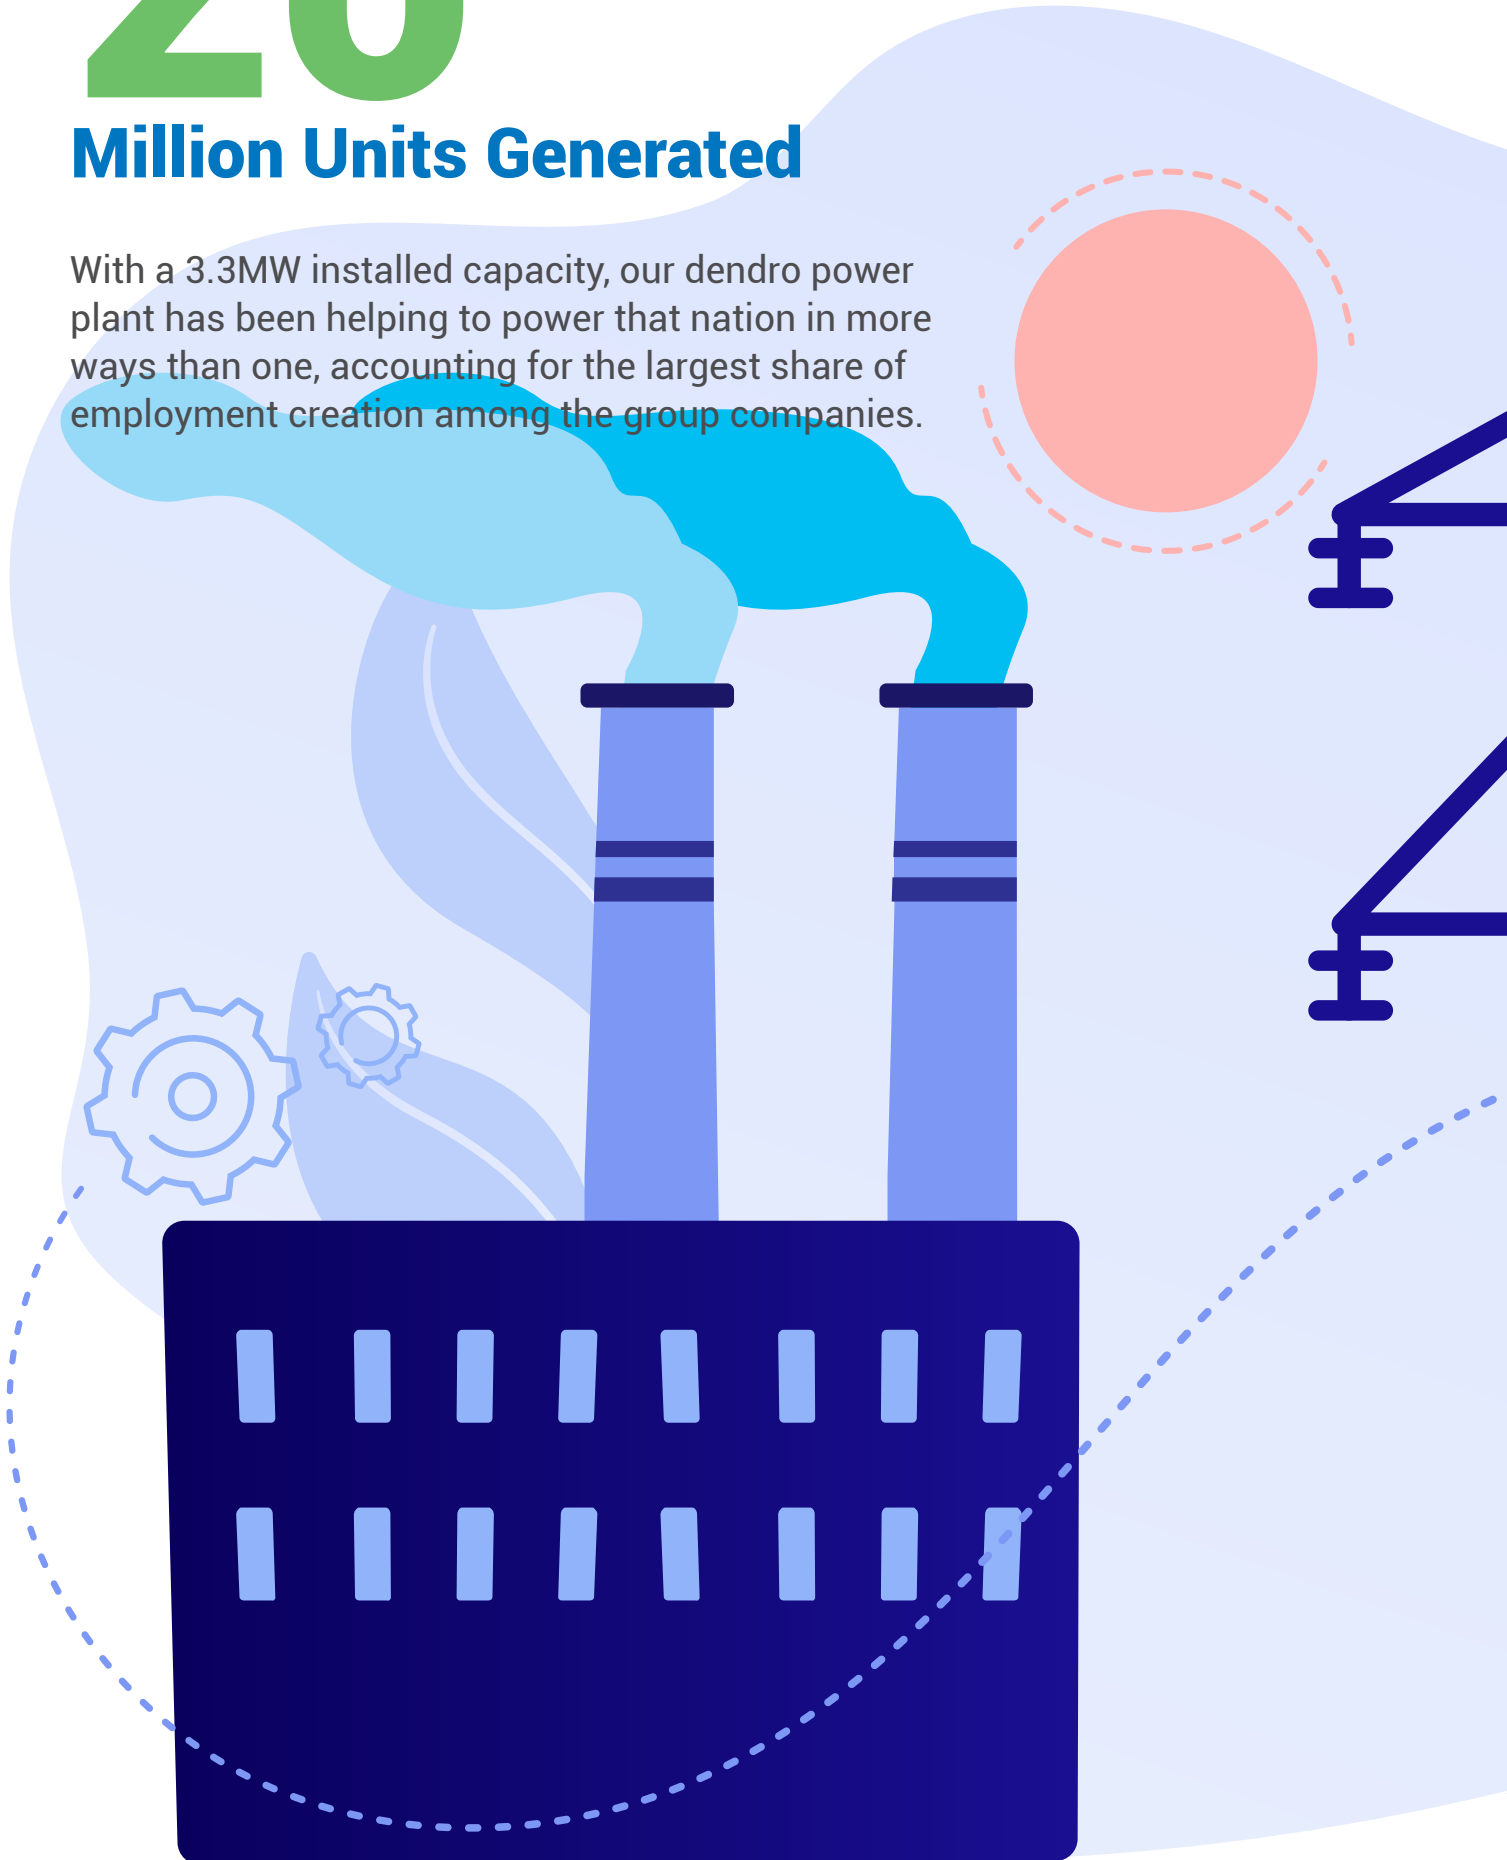 Million Units Generated
With a 3.3MW installed capacity, our dendro power
plant has been helping to power that nation in more
ways than one, accounting for the largest share of
employment creation among the group companies.